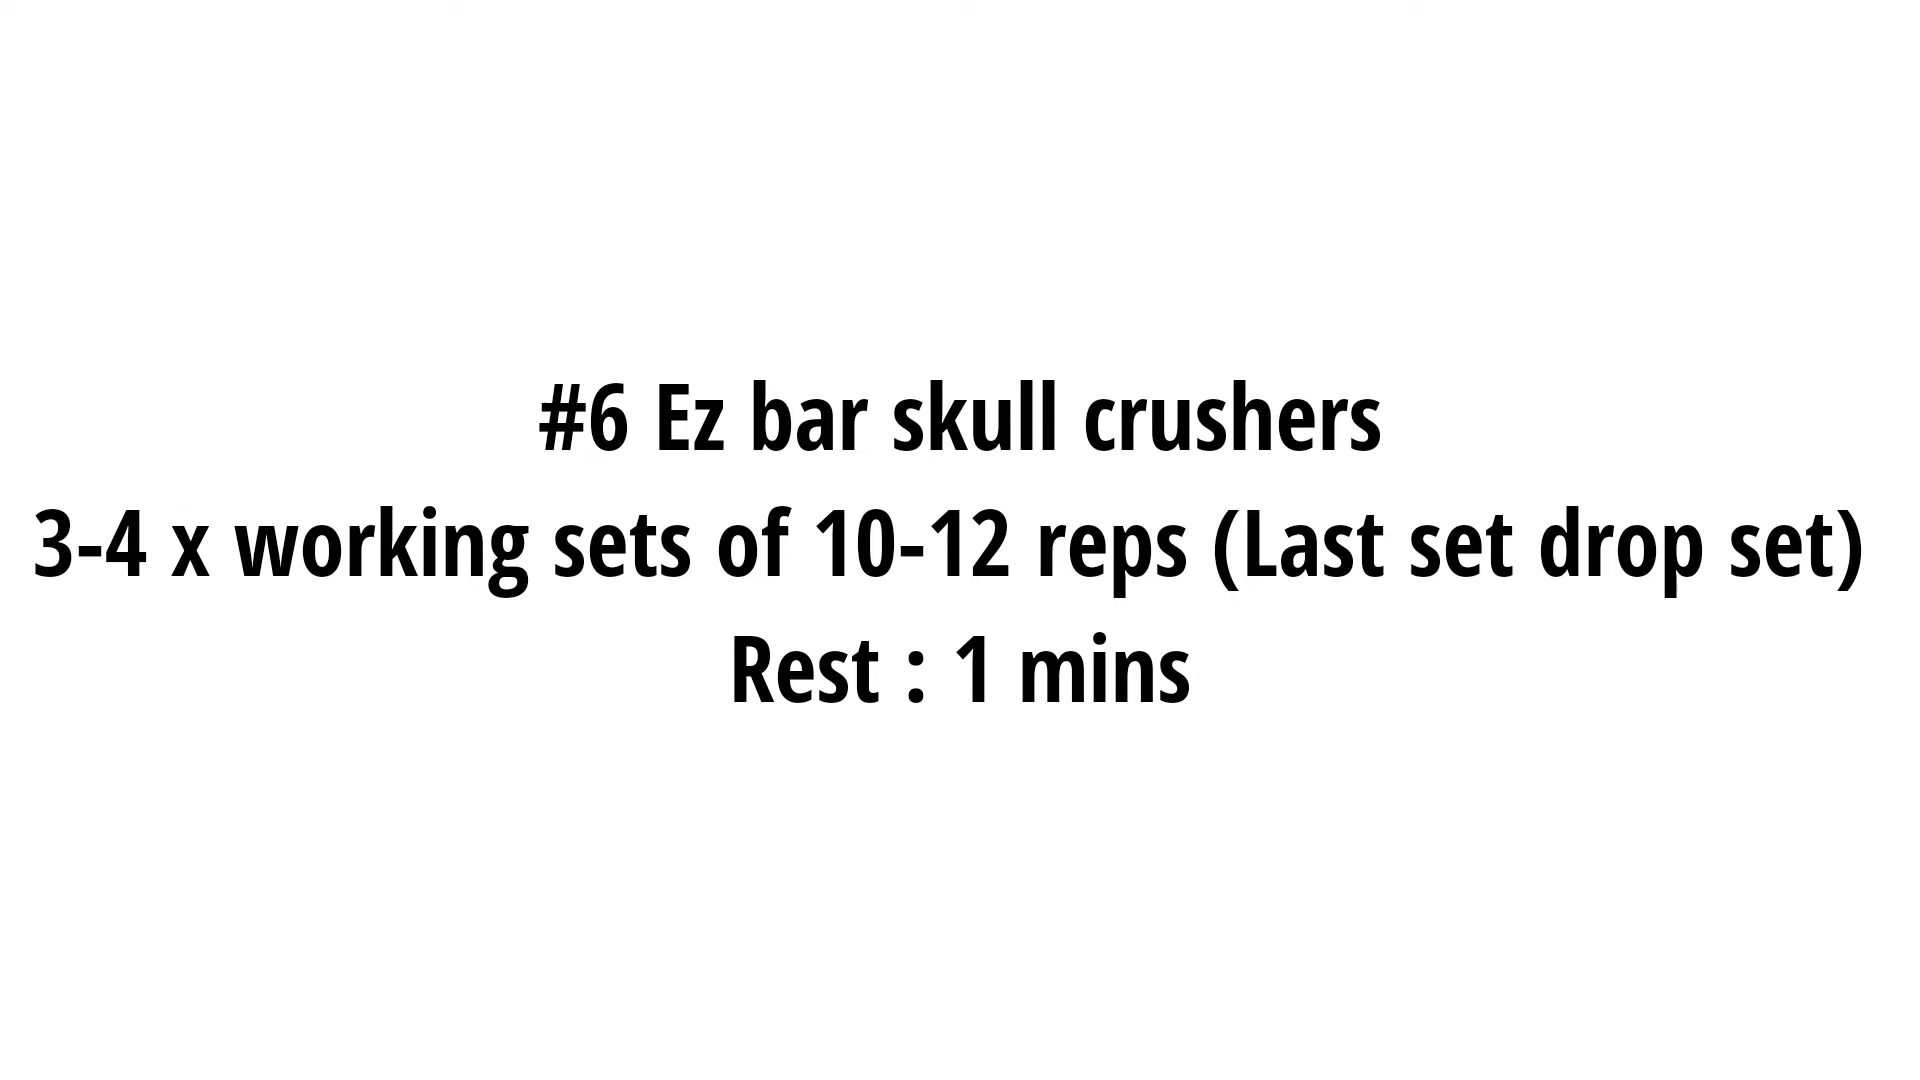 #6 Ez bar skull crushers
3-4 x working sets of 10-12 reps (Last set drop set)
Rest : 1 mins